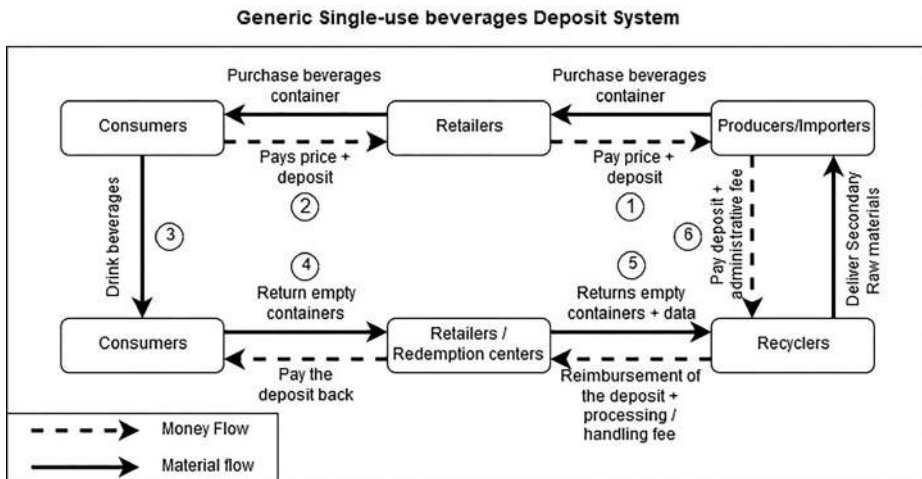 Generic Single-use beverages Deposit System
Purchase beverages
container
Purchase beverages
container
Consumers
Retailers
Producers/Importers
Pays price +
deposit
Pay price +
deposit
2
1
3
6
Drink beverages
Pay deposit +
administrative fee
Deliver Secondary
Raw materials
4
5
Return empty
containers
Returns empty
containers + data
Consumers
Retailers /
Redemption centers
Recyclers
Pay the
deposit back
Reimbursement of
the deposit +
processing /
handling fee
Money Flow
Material flow